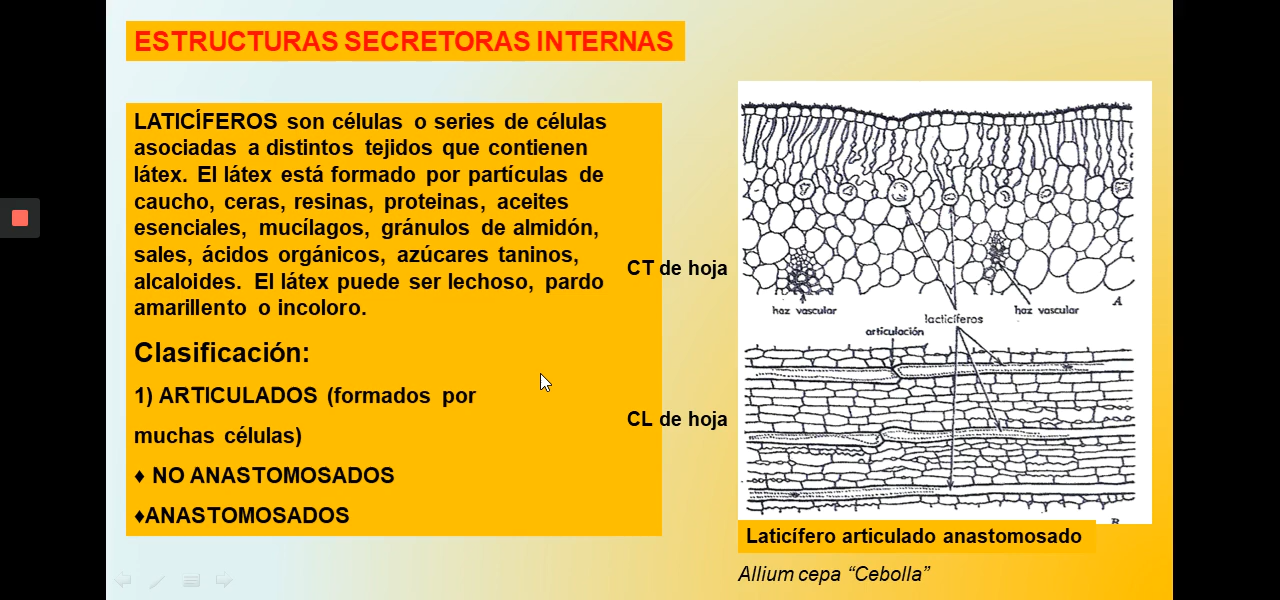 ESTRUCTURAS SECRETORAS INTERNAS
LATICÍFEROS son células o series de células
asociadas a distintos tejidos que contienen
látex. El látex está formado por partículas de
caucho, ceras, resinas, proteinas, aceites
esenciales, mucílagos, gránulos de almidón,
sales, ácidos orgánicos, azúcares taninos,
alcaloides. El látex puede ser lechoso, pardo
amarillento o incoloro.
Clasificación:
1) ARTICULADOS (formados por
muchas células)
♦ NO ANASTOMOSADOS
♦ANASTOMOSADOS
CT de hoja
haz vascular
lacticíferos
haz vascular
A
articulación
CL de hoja
B
Laticífero articulado anastomosado
Allium cepa “Cebolla”